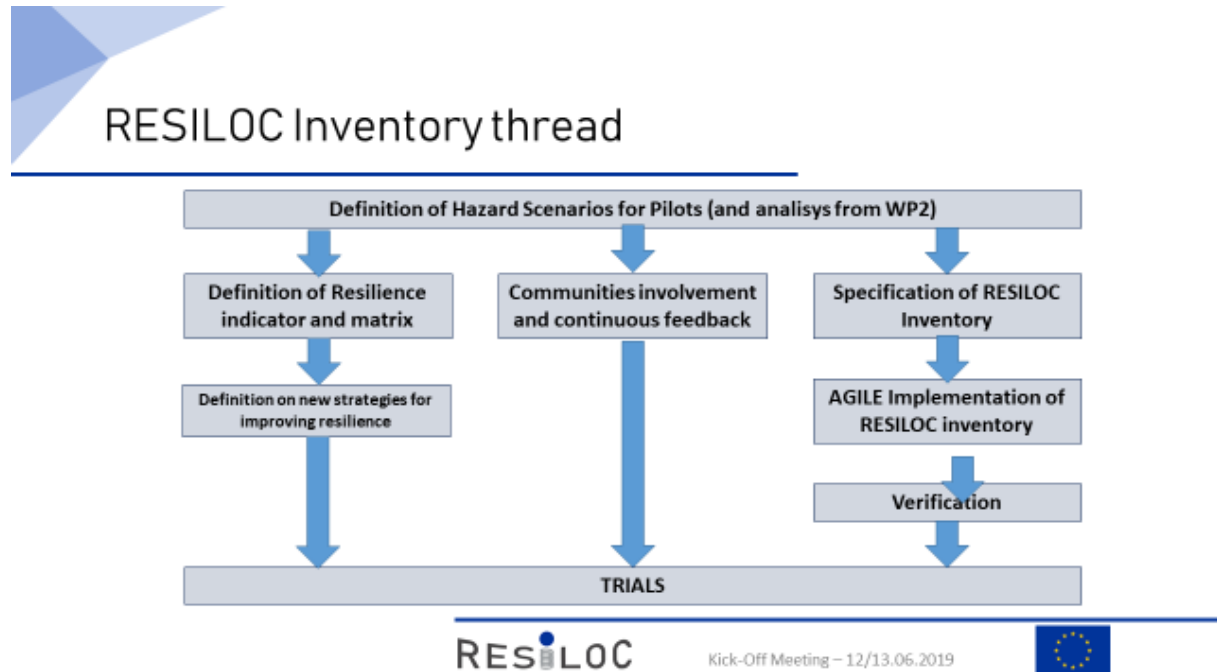 RESILOC Inventory thread
Definition of Hazard Scenarios for Pilots (and analisys from WP2)
Definition of Resilience
indicator and matrix
Communities involvement
and continuous feedback
Specification of RESILOC
Inventory
Definition on new strategies for
improving resilience
AGILE Implementation of
RESILOC inventory
Verification
TRIALS
RESILOC
Kick-Off Meeting – 12/13.06.2019